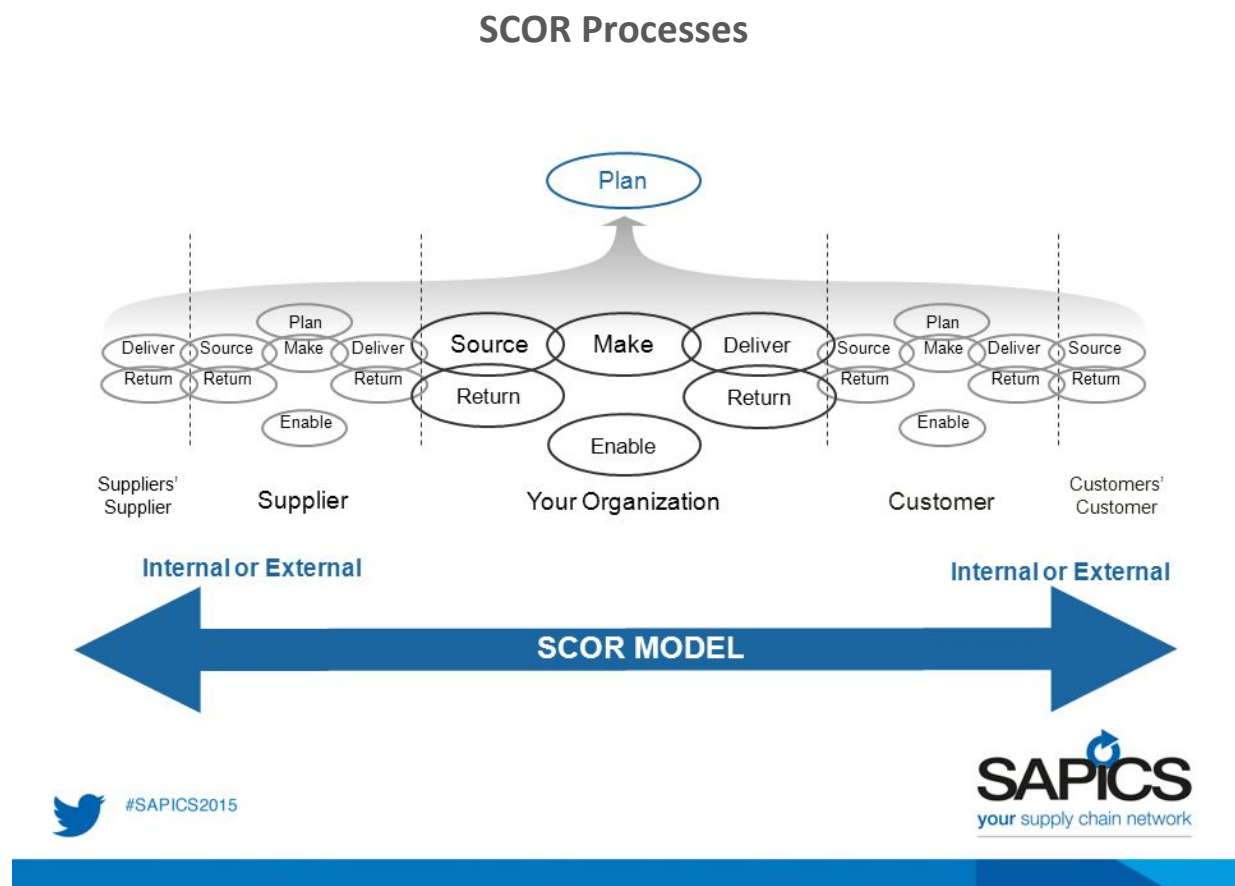 SCOR Processes
Plan
Plan
Plan
Deliver Source Make Deliver Source Make Deliver Source Make Deliver Source
Return Return Return Return Return Return Return Return
Enable Enable Enable
Suppliers’
Supplier
Supplier
Your Organization
Customer
Customers’
Customer
Internal or External
Internal or External
SCOR MODEL
#SAPICS2015
SAPICS
your supply chain network